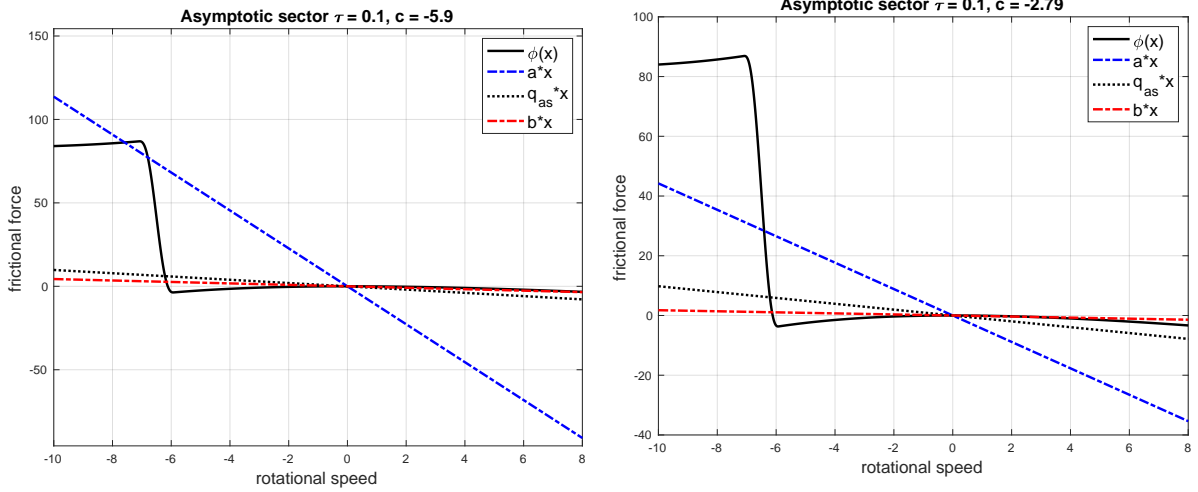 Asymptotic sector τ = 0.1, c = -5.9
150
100
50
0
-50
-10 -8 -6 -4 -2 0 2 4 6 8
rotational speed
frictional force
ϕ(x)
a*x
q_as*x
b*x
Asymptotic sector τ = 0.1, c = -2.79
100
80
60
40
20
0
-20
-40
-10 -8 -6 -4 -2 0 2 4 6 8
rotational speed
frictional force
ϕ(x)
a*x
q_as*x
b*x